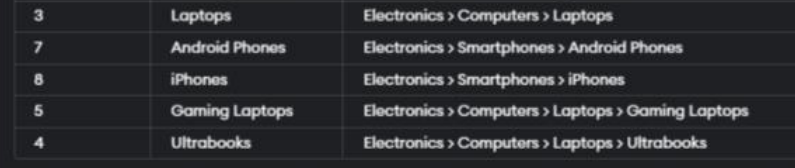 3 Laptops Electronics > Computers > Laptops
7 Android Phones Electronics > Smartphones > Android Phones
8 iPhones Electronics > Smartphones > iPhones
5 Gaming Laptops Electronics > Computers > Laptops > Gaming Laptops
4 Ultrabooks Electronics > Computers > Laptops > Ultrabooks